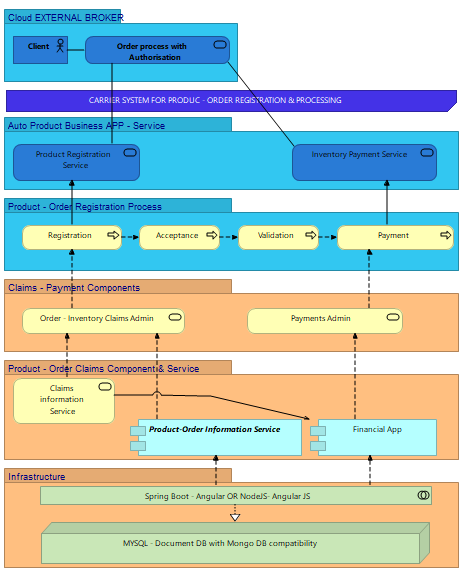 Cloud EXTERNAL BROKER
Client
Order process with
Authorisation
CARRIER SYSTEM FOR PRODUC - ORDER REGISTRATION & PROCESSING
Auto Product Business APP - Service
Product Registration
Service
Inventory Payment Service
Product - Order Registration Process
Registration
Acceptance
Validation
Payment
Claims - Payment Components
Order - Inventory Claims Admin
Payments Admin
Product - Order Claims Component & Service
Claims
information
Service
Product-Order Information Service
Financial App
Infrastructure
Spring Boot - Angular OR NodeJS- Angular JS
MYSQL - Document DB with Mongo DB compatibility